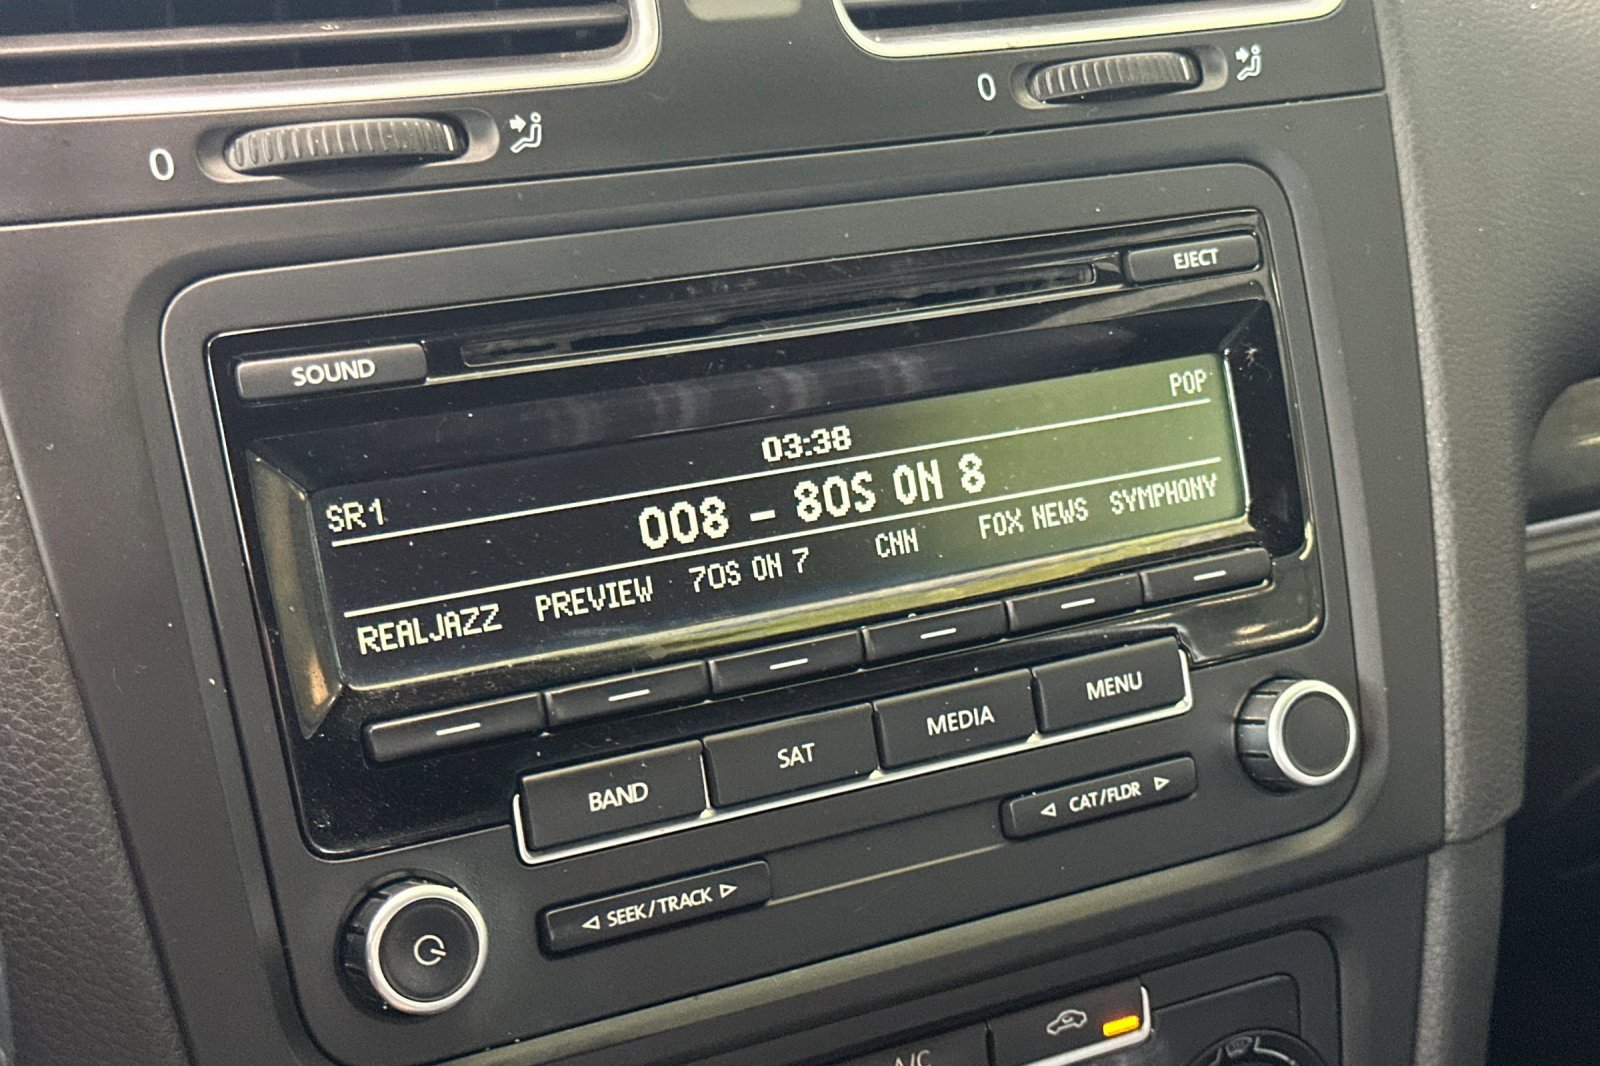 0
0
EJECT
SOUND
POP
03:38
SR1
008 - 80S ON 8
REALJAZZ PREVIEW 70S ON 7 CNN FOX NEWS SYMPHONY
BAND SAT MEDIA MENU
SEEK/TRACK CAT/FLDR
A/C